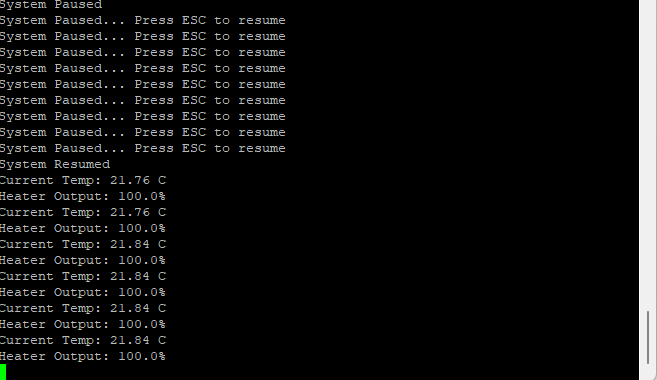 System Paused
System Paused... Press ESC to resume
System Paused... Press ESC to resume
System Paused... Press ESC to resume
System Paused... Press ESC to resume
System Paused... Press ESC to resume
System Paused... Press ESC to resume
System Paused... Press ESC to resume
System Paused... Press ESC to resume
System Paused... Press ESC to resume
System Resumed
Current Temp: 21.76 C
Heater Output: 100.0%
Current Temp: 21.76 C
Heater Output: 100.0%
Current Temp: 21.84 C
Heater Output: 100.0%
Current Temp: 21.84 C
Heater Output: 100.0%
Current Temp: 21.84 C
Heater Output: 100.0%
Current Temp: 21.84 C
Heater Output: 100.0%